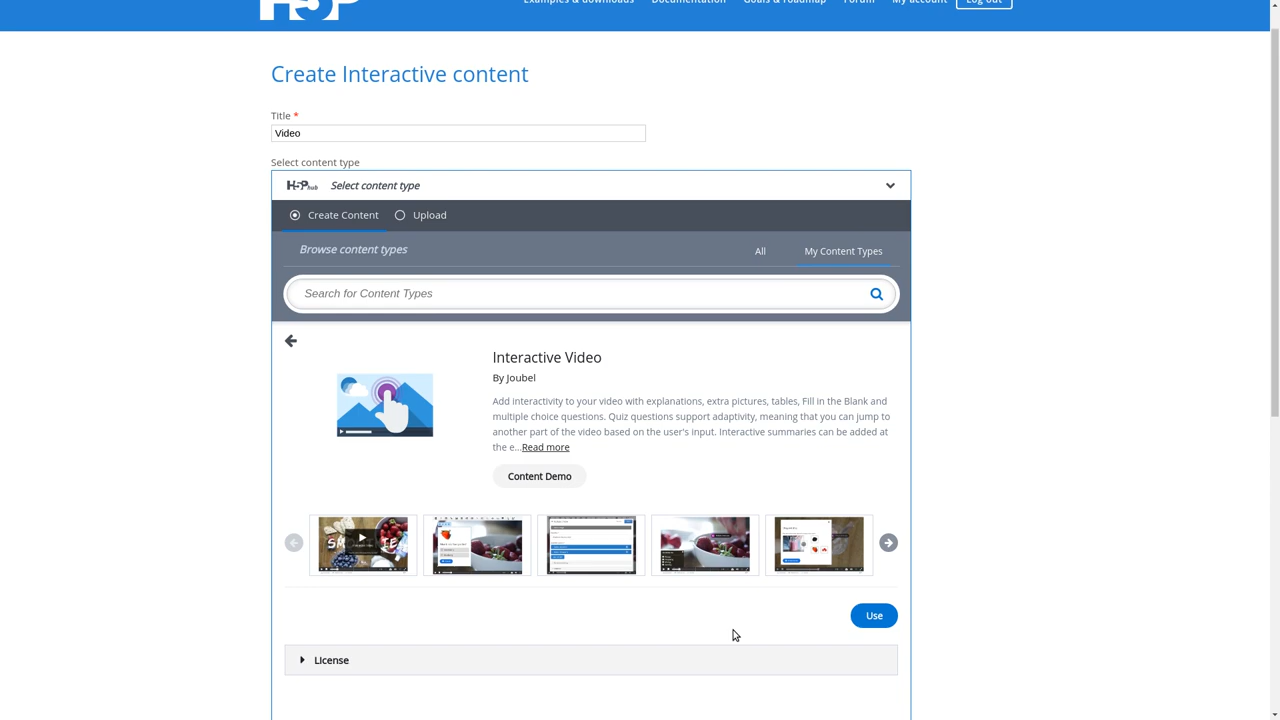 H5P
Examples & downloads Documentation Goals & roadmap Forum My account Log out
Create Interactive content
Title *
Video
Select content type
H5P hub Select content type
Create Content Upload
Browse content types All My Content Types
Search for Content Types
Interactive Video
By Joubel
Add interactivity to your video with explanations, extra pictures, tables, Fill in the Blank and
multiple choice questions. Quiz questions support adaptivity, meaning that you can jump to
another part of the video based on the user's input. Interactive summaries can be added at
the e...Read more
Content Demo
Use
License